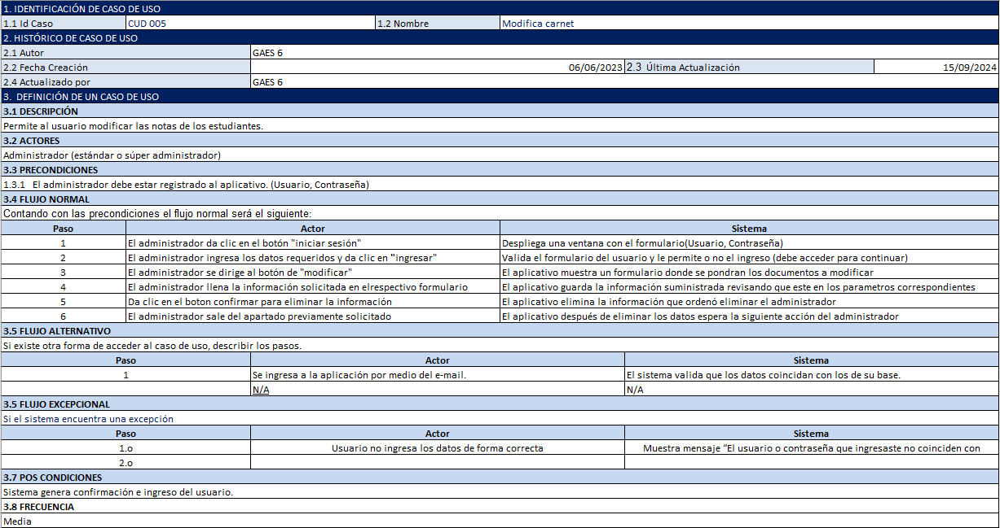 1. IDENTIFICACIÓN DE CASO DE USO
1.1 Id Caso CUD 005 1.2 Nombre Modifica carnet
2. HISTÓRICO DE CASO DE USO
2.1 Autor GAES 6
2.2 Fecha Creación 06/06/2023 2.3 Última Actualización 15/09/2024
2.4 Actualizado por GAES 6
3. DEFINICIÓN DE UN CASO DE USO
3.1 DESCRIPCIÓN
Permite al usuario modificar las notas de los estudiantes.
3.2 ACTORES
Administrador (estándar o súper administrador)
3.3 PRECONDICIONES
1.3.1 El administrador debe estar registrado al aplicativo. (Usuario, Contraseña)
3.4 FLUJO NORMAL
Contando con las precondiciones el flujo normal será el siguiente:
Paso Actor Sistema
1 El administrador da clic en el botón "iniciar sesión" Despliega una ventana con el formulario(Usuario, Contraseña)
2 El administrador ingresa los datos requeridos y da clic en "ingresar" Valida el formulario del usuario y le permite o no el ingreso (debe acceder para continuar)
3 El administrador se dirige al botón de "modificar" El aplicativo muestra un formulario donde se pondran los documentos a modificar
4 El administrador llena la información solicitada en elrespectivo formulario El aplicativo guarda la información suministrada revisando que este en los parametros correspondientes
5 Da clic en el boton confirmar para eliminar la información El aplicativo elimina la información que ordenó eliminar el administrador
6 El administrador sale del apartado previamente solicitado El aplicativo después de eliminar los datos espera la siguiente acción del administrador
3.5 FLUJO ALTERNATIVO
Si existe otra forma de acceder al caso de uso, describir los pasos.
Paso Actor Sistema
1 Se ingresa a la aplicación por medio del e-mail. El sistema valida que los datos coincidan con los de su base.
N/A N/A
3.5 FLUJO EXCEPCIONAL
Si el sistema encuentra una excepción
Paso Actor Sistema
1.o Usuario no ingresa los datos de forma correcta Muestra mensaje “El usuario o contraseña que ingresaste no coinciden con
2.o
3.7 POS CONDICIONES
Sistema genera confirmación e ingreso del usuario.
3.8 FRECUENCIA
Media